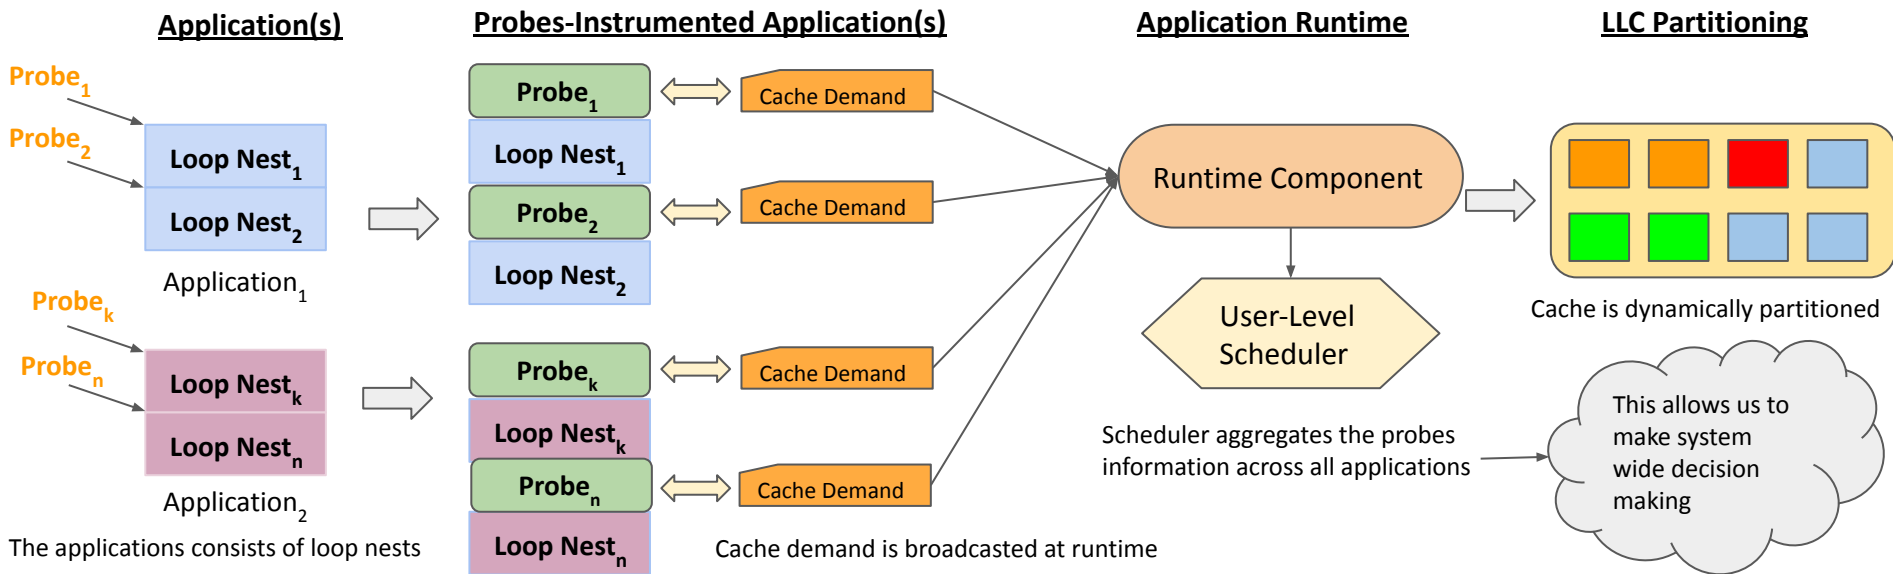 Application(s)
Probes-Instrumented Application(s)
Application Runtime
LLC Partitioning
Probe1
Probe2
Loop Nest1
Loop Nest2
Application1
Probek
Proben
Loop Nestk
Loop Nestn
Application2
The applications consists of loop nests
Probe1
Cache Demand
Loop Nest1
Probe2
Cache Demand
Loop Nest2
Probek
Cache Demand
Loop Nestk
Proben
Cache Demand
Loop Nestn
Cache demand is broadcasted at runtime
Runtime Component
User-Level
Scheduler
Scheduler aggregates the probes
information across all applications
Cache is dynamically partitioned
This allows us to
make system
wide decision
making